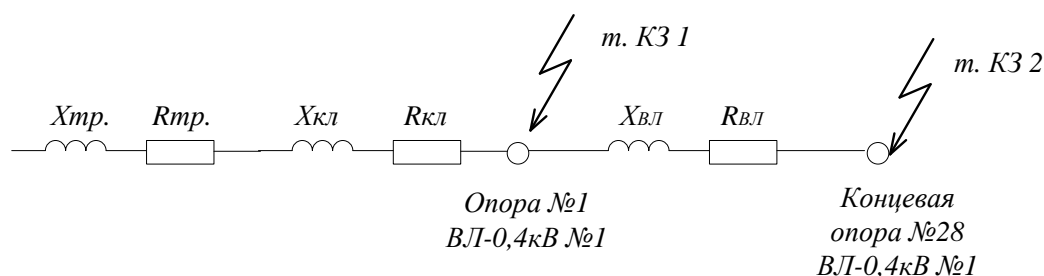 т. КЗ 1
т. КЗ 2
Xтр.
Rтр.
Xкл
Rкл
XВЛ
RВЛ
Опора №1
ВЛ-0,4кВ №1
Концевая
опора №28
ВЛ-0,4кВ №1